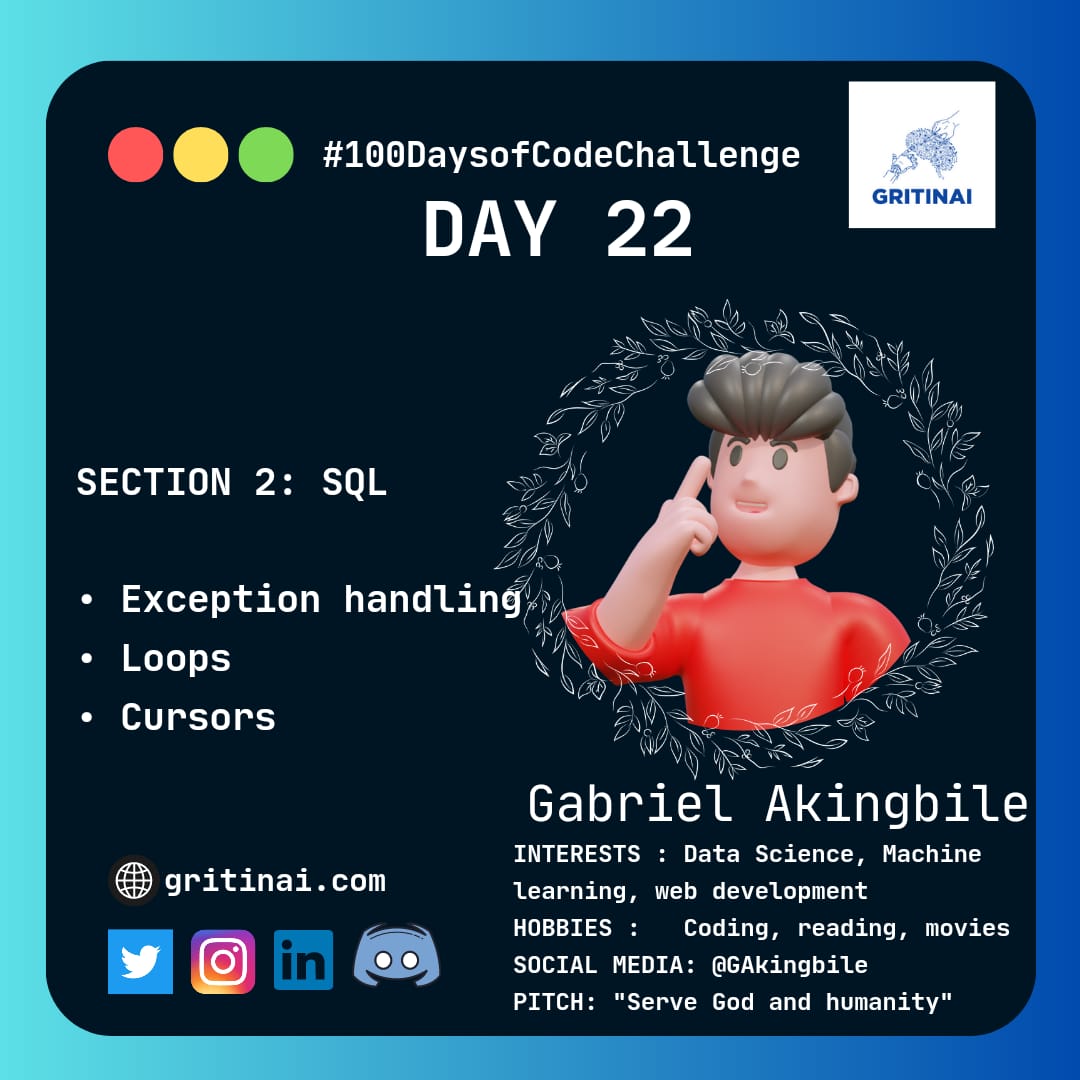 #100DaysofCodeChallenge
DAY 22
GRITINAI
SECTION 2: SQL
• Exception handling
• Loops
• Cursors
Gabriel Akingbile
INTERESTS : Data Science, Machine
learning, web development
HOBBIES :   Coding, reading, movies
SOCIAL MEDIA: @GAkingbile
PITCH: "Serve God and humanity"
gritinai.com
in